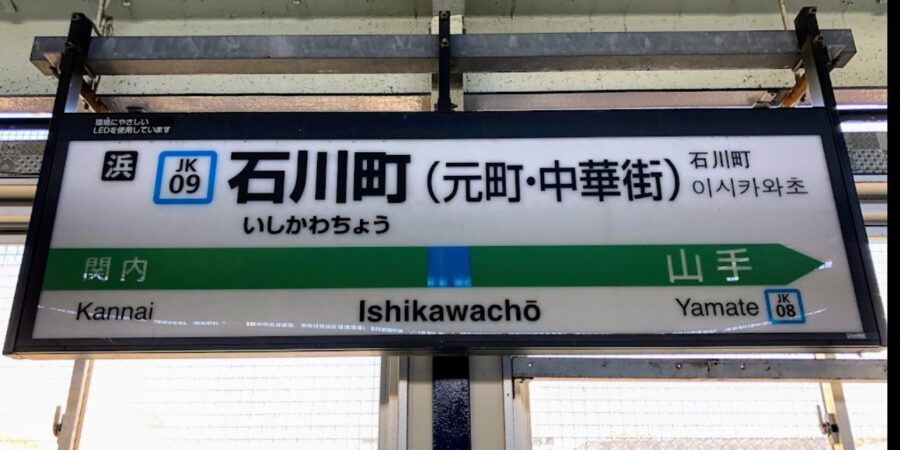 環境にやさしい
LEDを使用しています
浜
JK
09
石川町(元町・中華街)
いしかわちょう
石川町
이시카와초
関内 山手
Kannai Ishikawachō Yamate
JK
08